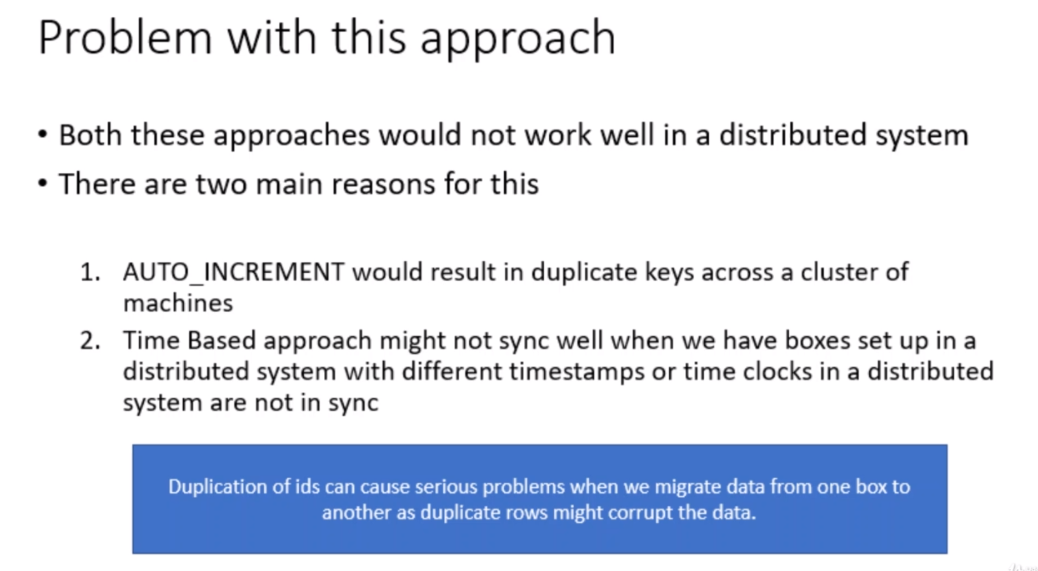 Problem with this approach
• Both these approaches would not work well in a distributed system
• There are two main reasons for this
1. AUTO_INCREMENT would result in duplicate keys across a cluster of
machines
2. Time Based approach might not sync well when we have boxes set up in a
distributed system with different timestamps or time clocks in a distributed
system are not in sync
Duplication of ids can cause serious problems when we migrate data from one box to
another as duplicate rows might corrupt the data.